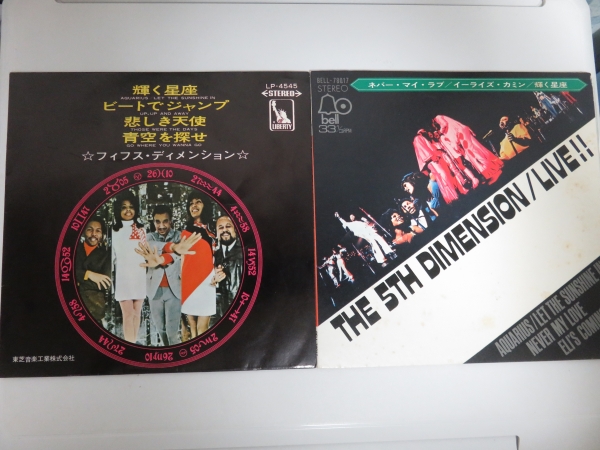 輝く星座
AQUARIUS-LET THE SUNSHINE IN
ビートでジャンプ
UP-UP AND AWAY
悲しき天使
THOSE WERE THE DAYS
青空を探せ
GO WHERE YOU WANNA GO
☆フィフス・ディメンション☆
LP-4545
STEREO
LIBERTY
東芝音楽工業株式会社
BELL-70017
STEREO
bell
33⅓
ネバー・マイ・ラブ/イーライズ・カミン/輝く星座
THE 5TH DIMENSION/LIVE!!
AQUARIUS/LET THE SUNSHINE
NEVER MY LOVE
ELI'S